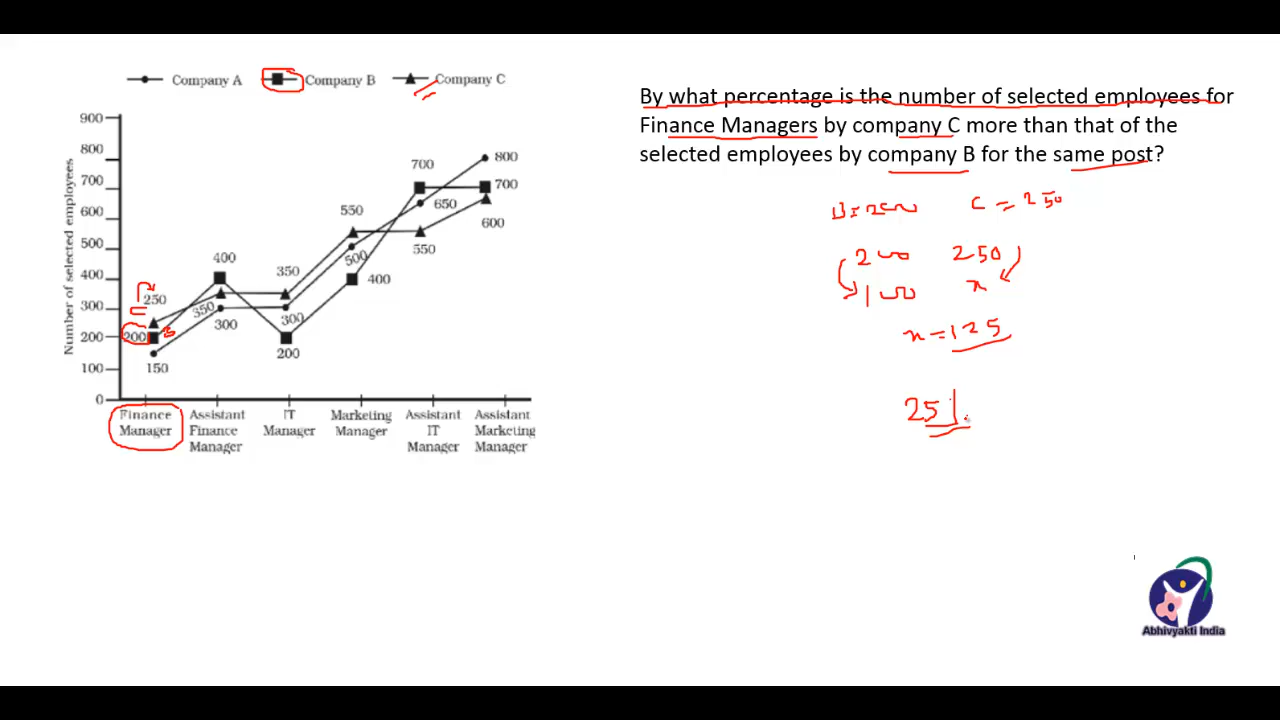 Company A Company B Company C
By what percentage is the number of selected employees for
Finance Managers by company C more than that of the
selected employees by company B for the same post?
B=200 C = 250
200 250
100 x
x = 125
25%
Number of selected employees
900
800
700
600
500
400
300
200
100
0
250
200 B
150
400
350
300
350
300
200
550
500
400
700
650
550
800
700
600
Finance
Manager
Assistant
Finance
Manager
IT
Manager
Marketing
Manager
Assistant
IT
Manager
Assistant
Marketing
Manager
Abhivyakti India